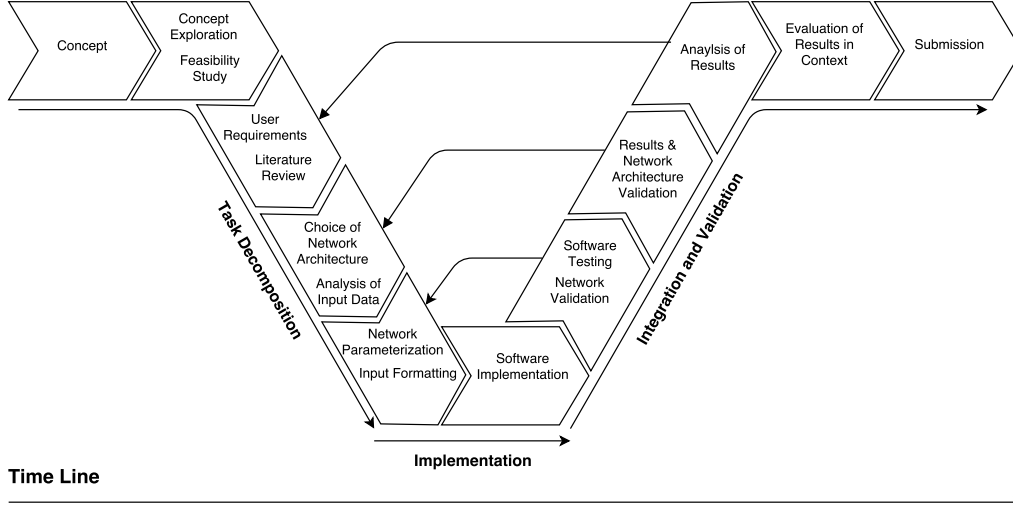 Concept
Concept
Exploration
Feasibility
Study
User
Requirements
Literature
Review
Choice of
Network
Architecture
Analysis of
Input Data
Network
Parameterization
Input Formatting
Software
Implementation
Software
Testing
Network
Validation
Results &
Network
Architecture
Validation
Anaylsis of
Results
Evaluation of
Results in
Context
Submission
Task Decomposition
Implementation
Integration and Validation
Time Line